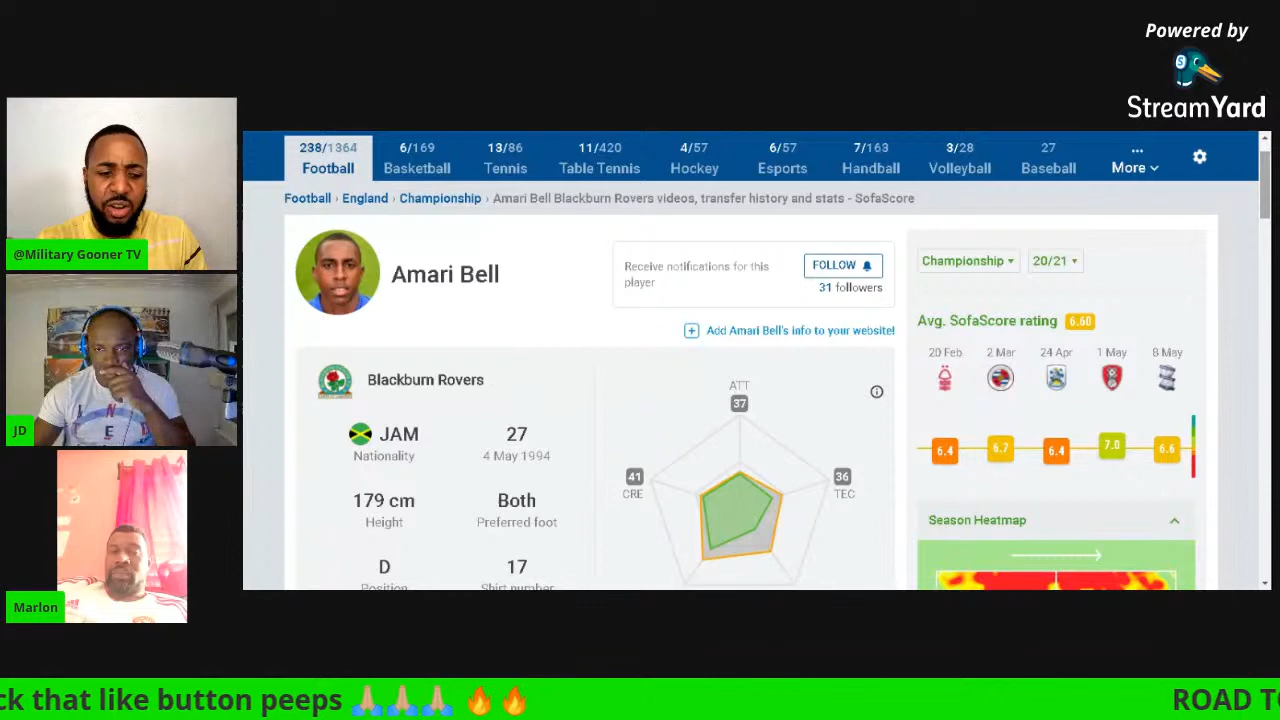 Powered by
StreamYard
@Military Gooner TV
JD
Marlon
238/1364 6/169 13/86 11/420 4/57 6/57 7/163 3/28 27 ...
Football Basketball Tennis Table Tennis Hockey Esports Handball Volleyball Baseball More
Football › England › Championship › Amari Bell Blackburn Rovers videos, transfer history and stats - SofaScore
Amari Bell
Receive notifications for this
player
FOLLOW
31 followers
+ Add Amari Bell's info to your website!
Blackburn Rovers
JAM 27
Nationality 4 May 1994
179 cm Both
Height Preferred foot
D 17
Position Shirt number
ATT
37
41
CRE
36
TEC
Championship 20/21
Avg. SofaScore rating 6.60
20 Feb 2 Mar 24 Apr 1 May 8 May
6.4 6.7 6.4 7.0 6.6
Season Heatmap
ck that like button peeps 🙏🏼🙏🏼🙏🏼 🔥🔥 ROAD TO